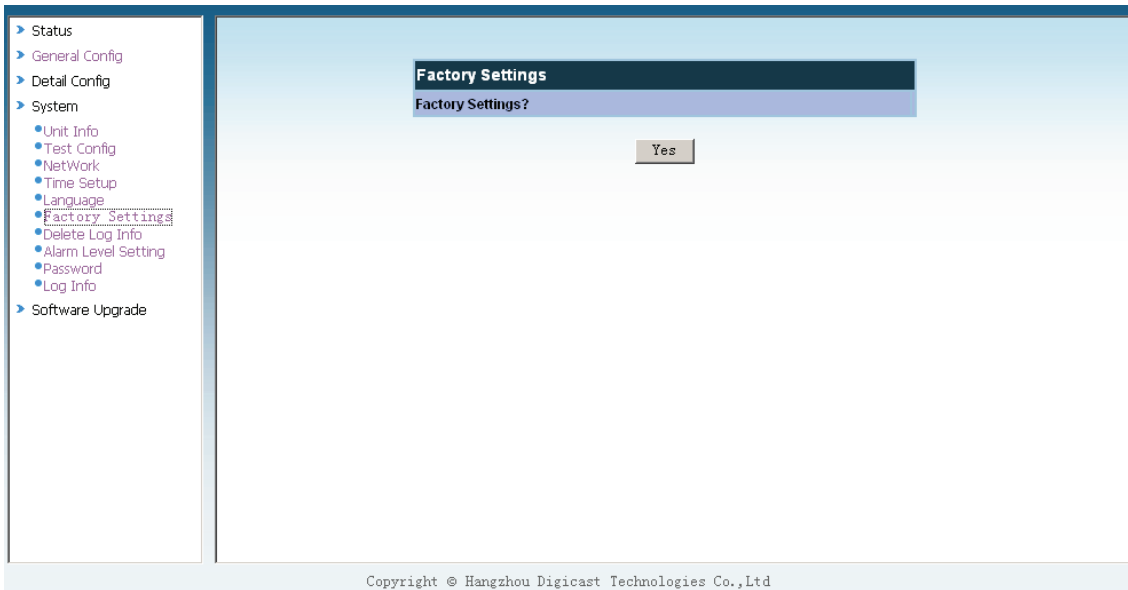 Status
General Config
Detail Config
System
Unit Info
Test Config
NetWork
Time Setup
Language
Factory Settings
Delete Log Info
Alarm Level Setting
Password
Log Info
Software Upgrade
Factory Settings
Factory Settings?
Yes
Copyright © Hangzhou Digicast Technologies Co.,Ltd